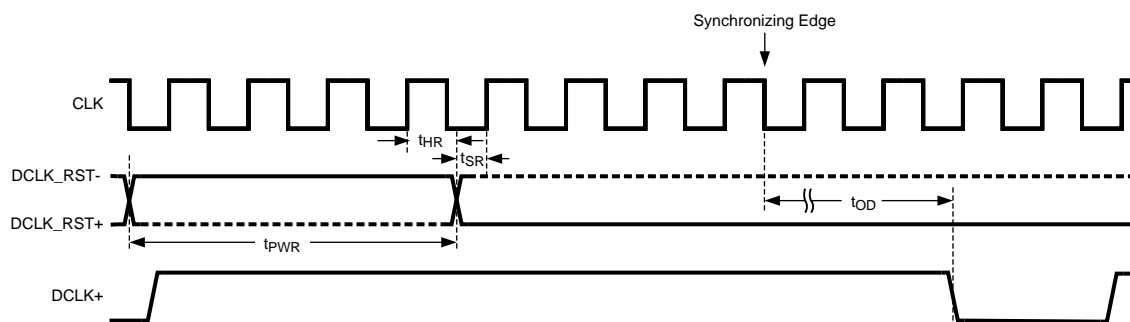 Synchronizing Edge
CLK
tHR
tSR
DCLK_RST-
tOD
DCLK_RST+
tPWR
DCLK+